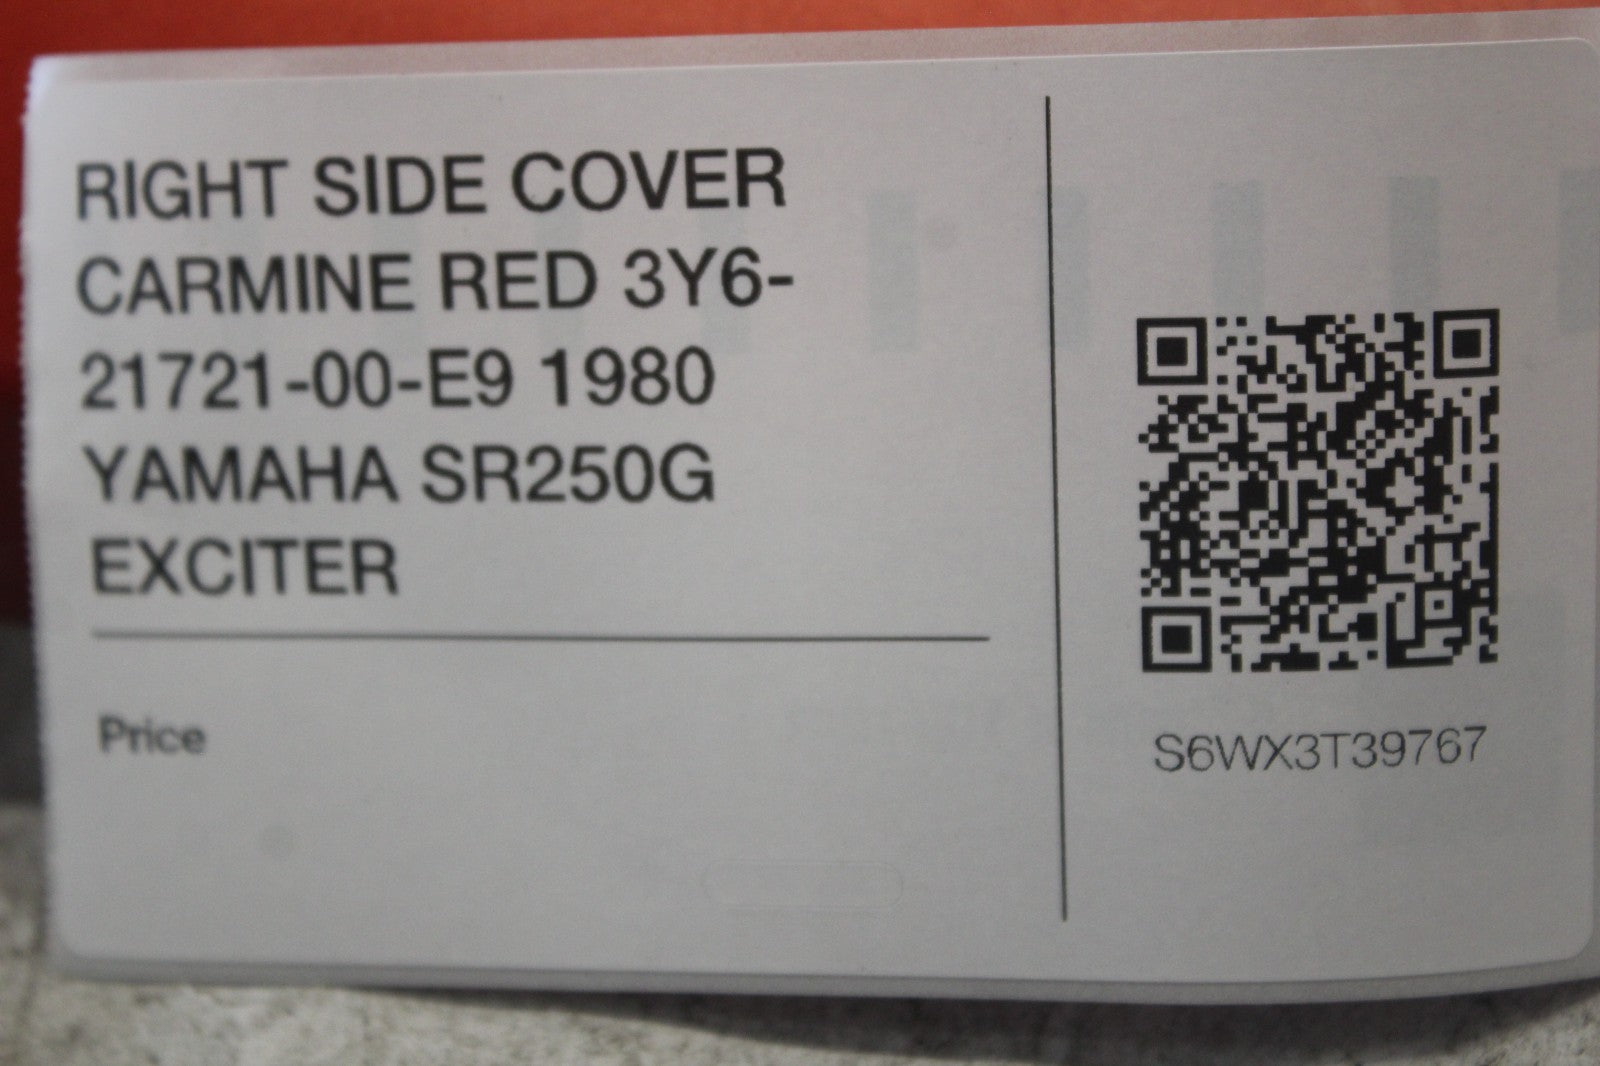 RIGHT SIDE COVER
CARMINE RED 3Y6-
21721-00-E9 1980
YAMAHA SR250G
EXCITER
Price
S6WX3T39767